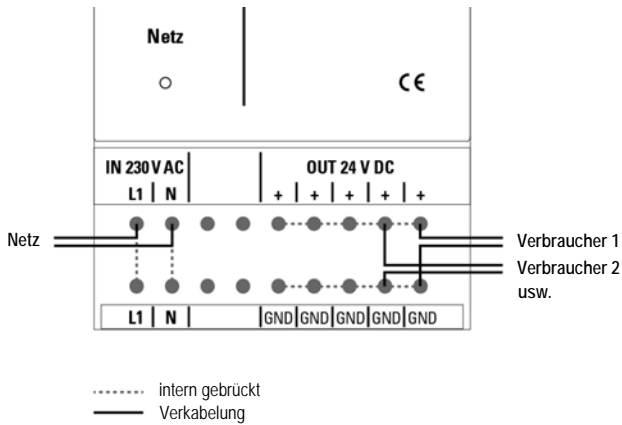 Netz
CE
IN 230 V AC OUT 24 V DC
L1 N + + + + +
Netz
Verbraucher 1
Verbraucher 2
usw.
L1 N GND GND GND GND GND
intern gebrückt
Verkabelung